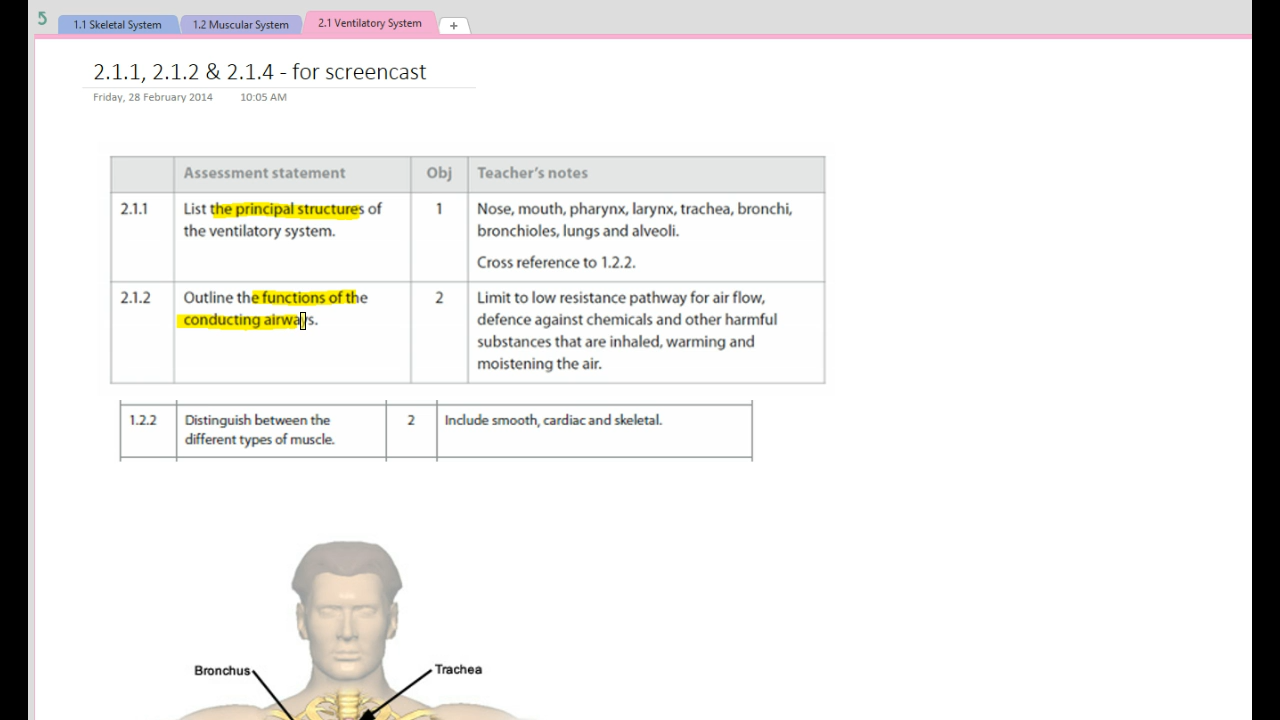 1.1 Skeletal System
1.2 Muscular System
2.1 Ventilatory System
+
2.1.1, 2.1.2 & 2.1.4 - for screencast
Friday, 28 February 2014 10:05 AM
Assessment statement Obj Teacher's notes
2.1.1 List the principal structures of 1 Nose, mouth, pharynx, larynx, trachea, bronchi,
the ventilatory system. bronchioles, lungs and alveoli.
Cross reference to 1.2.2.
2.1.2 Outline the functions of the 2 Limit to low resistance pathway for air flow,
conducting airways. defence against chemicals and other harmful
substances that are inhaled, warming and
moistening the air.
1.2.2 Distinguish between the 2 Include smooth, cardiac and skeletal.
different types of muscle.
Bronchus
Trachea